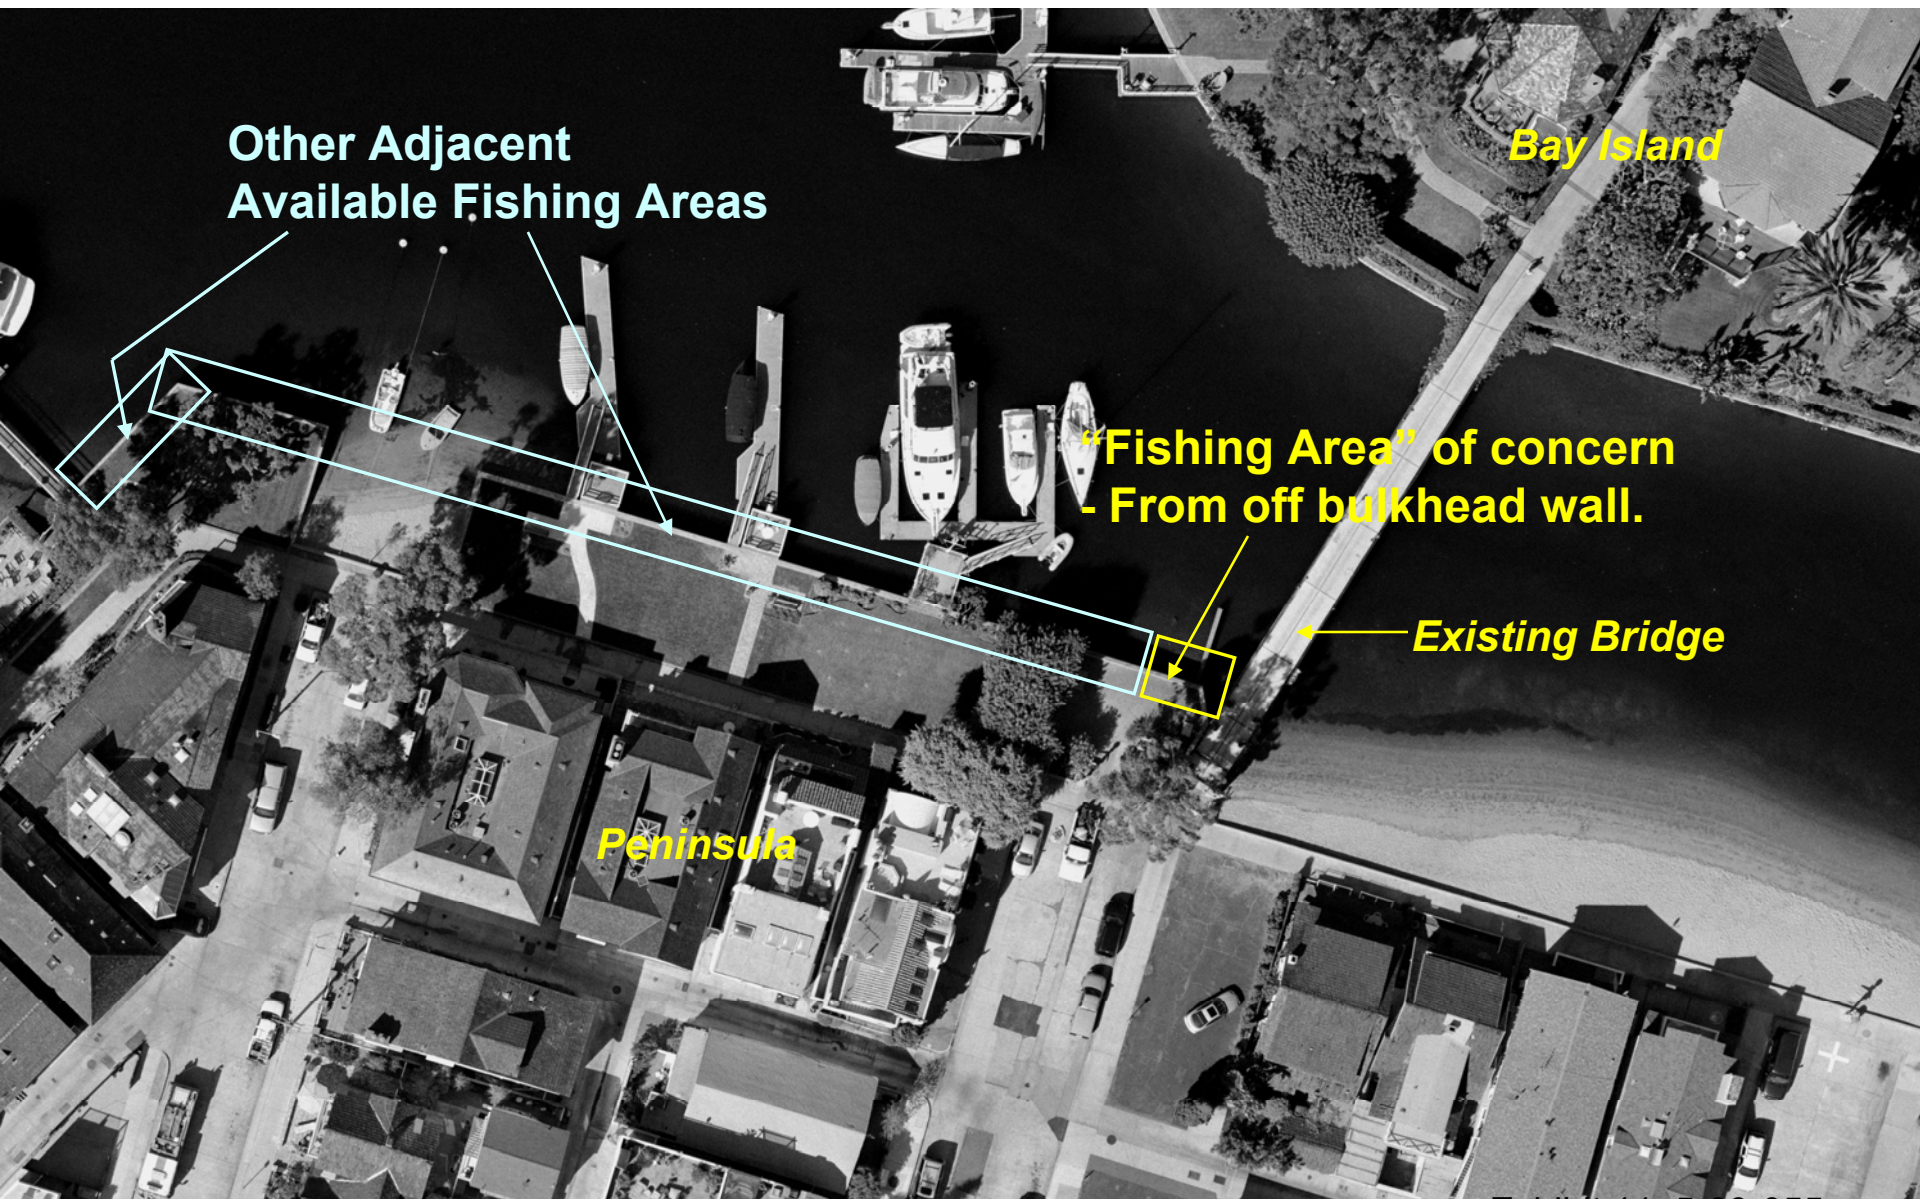 Other Adjacent
Available Fishing Areas
Bay Island
“Fishing Area” of concern
- From off bulkhead wall.
Existing Bridge
Peninsula